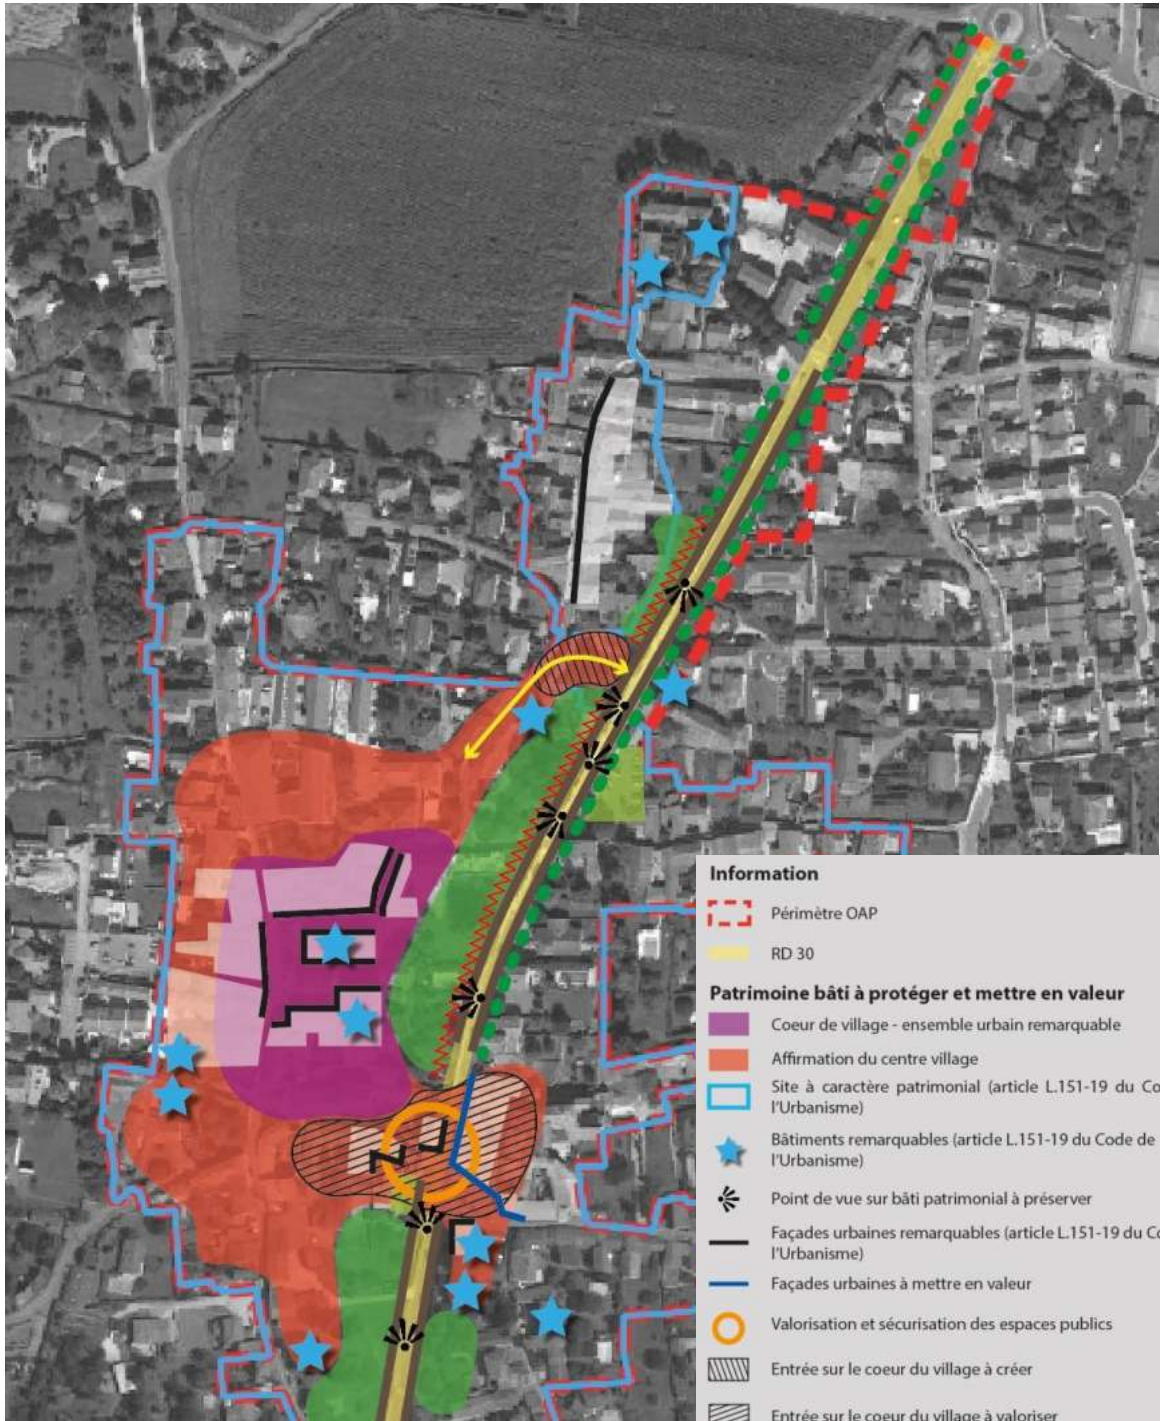 Information
Périmètre OAP
RD 30
Patrimoine bâti à protéger et mettre en valeur
Coeur de village - ensemble urbain remarquable
Affirmation du centre village
Site à caractère patrimonial (article L.151-19 du Co
l'Urbanisme)
Bâtiments remarquables (article L.151-19 du Code de
l'Urbanisme)
Point de vue sur bâti patrimonial à préserver
Façades urbaines remarquables (article L.151-19 du Co
l'Urbanisme)
Façades urbaines à mettre en valeur
Valorisation et sécurisation des espaces publics
Entrée sur le coeur du village à créer
Entrée sur le coeur du village à valoriser